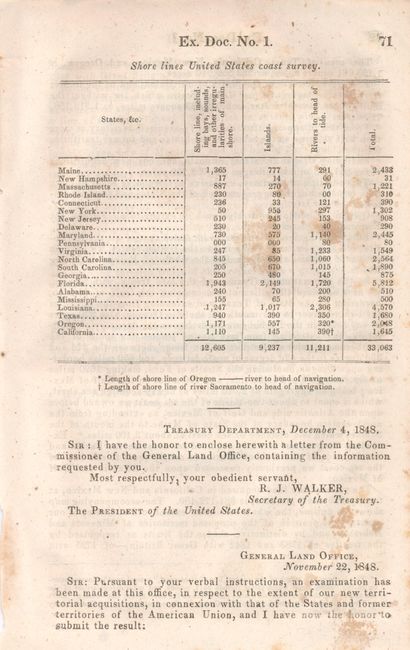 Ex. Doc. No. 1. 71
Shore lines United States coast survey.
States, &c. Shore line, including bays, sounds, and other irregularities of main shore. Islands. Rivers to head of tide. Total.
Maine 1,365 777 291 2,433
New Hampshire 17 14 00 31
Massachusetts 887 270 70 1,221
Rhode Island 230 80 00 310
Connecticut 236 33 121 390
New York 50 955 297 1,302
New Jersey 510 245 153 908
Delaware 230 20 40 290
Maryland 730 575 1,140 2,445
Pennsylvania 000 000 80 80
Virginia 247 85 1,233 1,549
North Carolina 845 650 1,060 2,564
South Carolina 205 670 1,015 1,890
Georgia 250 480 145 875
Florida 1,943 2,149 1,720 5,812
Alabama 240 70 200 510
Mississippi 155 65 280 500
Louisiana 1,247 1,017 2,306 4,570
Texas 940 390 350 1,680
Oregon 1,171 557 320* 2,048
California 1,110 145 390† 1,645
12,605 9,237 11,211 33,063
* Length of shore line of Oregon —— river to head of navigation.
† Length of shore line of river Sacramento to head of navigation.
Treasury Department, December 4, 1848.
Sir: I have the honor to enclose herewith a letter from the Com-
missioner of the General Land Office, containing the information
requested by you.
Most respectfully, your obedient servant,
R. J. WALKER,
Secretary of the Treasury.
The President of the United States.
General Land Office,
November 22, 1848.
Sir: Pursuant to your verbal instructions, an examination has
been made at this office, in respect to the extent of our new terri-
torial acquisitions, in connexion with that of the States and former
territories of the American Union, and I have now the honor to
submit the result: